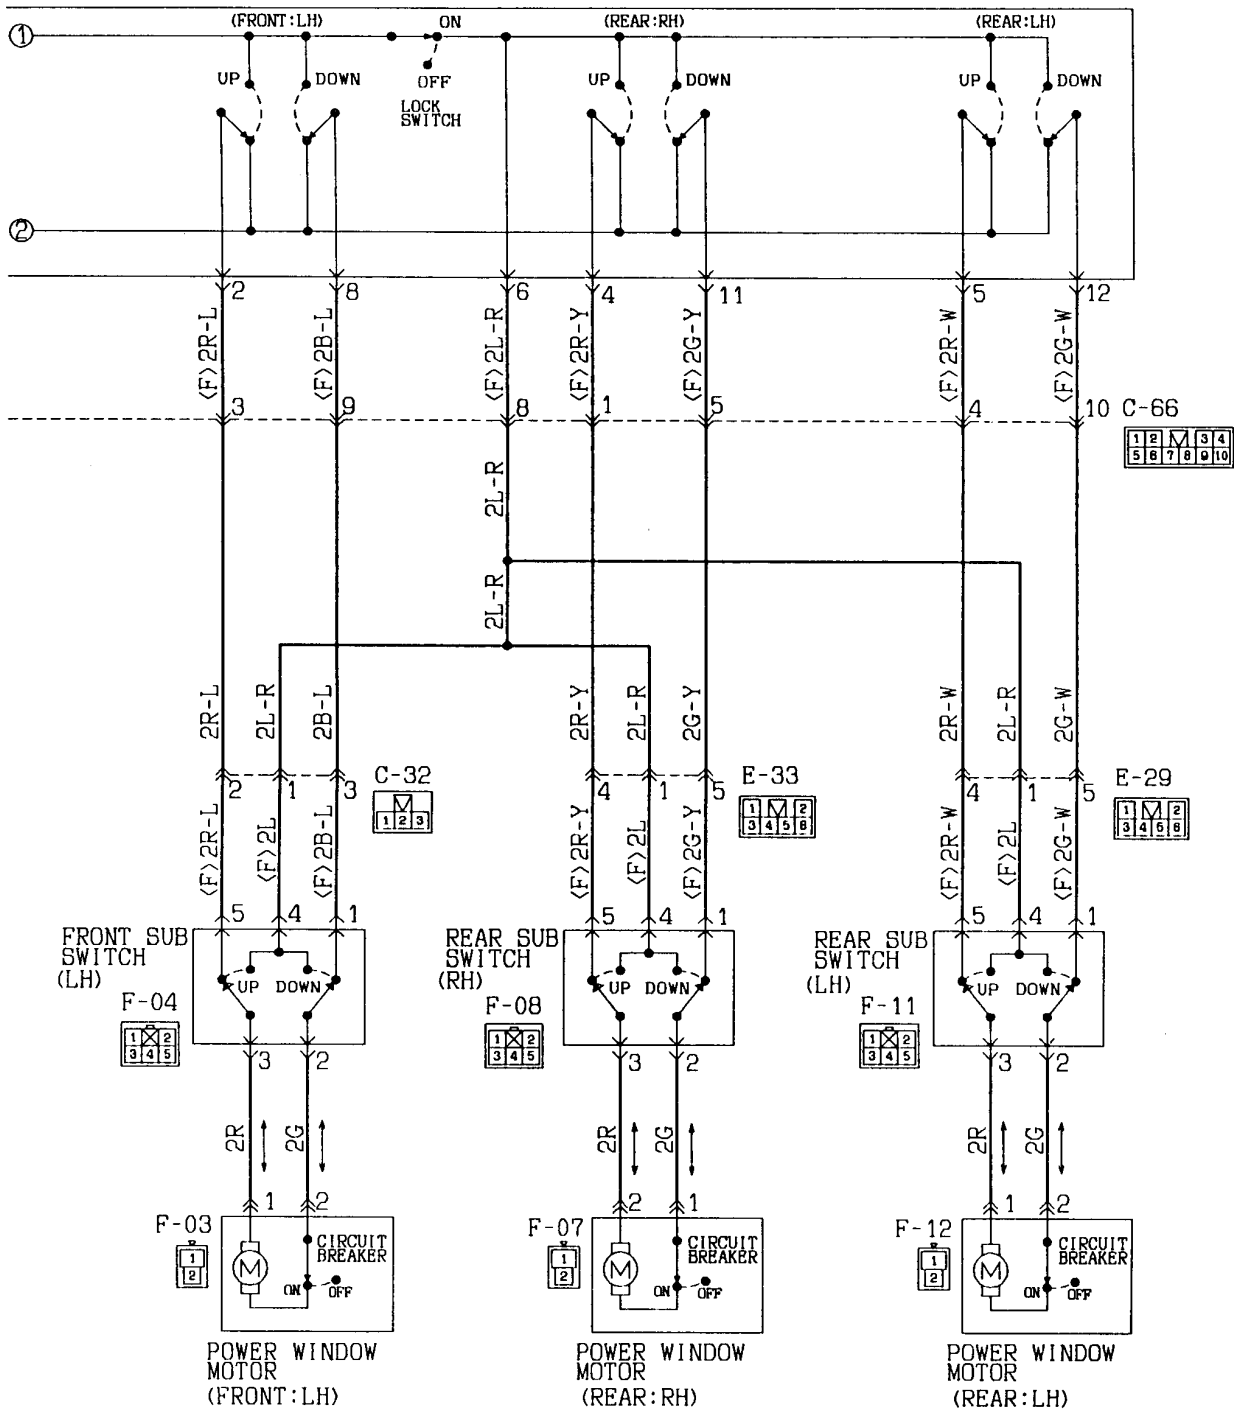 (FRONT:LH) ON (REAR:RH) (REAR:LH)
1
UP DOWN OFF UP DOWN UP DOWN
LOCK
SWITCH
2
2 8 6 4 11 5 12
<F>2R-L <F>2B-L <F>2L-R <F>2R-Y <F>2G-Y <F>2R-W <F>2G-W
3 9 8 1 5 4 10 C-66
1 2 3 4
5 6 7 8 9 10
2L-R
2L-R
2R-L 2L-R 2B-L 2R-Y 2L-R 2G-Y 2R-W 2L-R 2G-W
2 1 3 C-32 4 1 5 E-33 4 1 5 E-29
1 2 3
1 2
3 4 5 6
1 2
3 4 5 6
<F>2R-L <F>2L <F>2B-L <F>2R-Y <F>2L <F>2G-Y <F>2R-W <F>2L <F>2G-W
5 4 1 5 4 1 5 4 1
FRONT SUB
SWITCH
(LH)
UP DOWN
F-04
1 2
3 4 5
REAR SUB
SWITCH
(RH)
UP DOWN
F-08
1 2
3 4 5
REAR SUB
SWITCH
(LH)
UP DOWN
F-11
1 2
3 4 5
3 2 3 2 3 2
2R 2G 2R 2G 2R 2G
1 2 2 1 1 2
F-03
1
2
M
CIRCUIT
BREAKER
ON OFF
F-07
1
2
M
CIRCUIT
BREAKER
ON OFF
F-12
1
2
M
CIRCUIT
BREAKER
ON OFF
POWER WINDOW
MOTOR
(FRONT:LH)
POWER WINDOW
MOTOR
(REAR:RH)
POWER WINDOW
MOTOR
(REAR:LH)